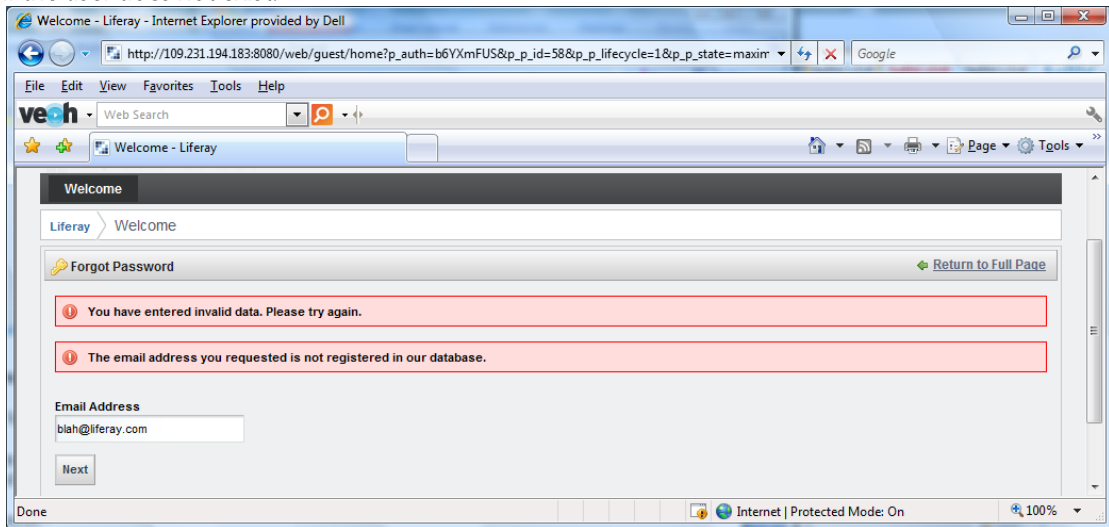 Welcome - Liferay - Internet Explorer provided by Dell
http://109.231.194.183:8080/web/guest/home?p_auth=b6YXmFUS&p_p_id=58&p_p_lifecycle=1&p_p_state=maxim
Google
File Edit View Favorites Tools Help
veoh Web Search
Welcome - Liferay
Page Tools
Welcome
Liferay Welcome
Forgot Password
Return to Full Page
You have entered invalid data. Please try again.
The email address you requested is not registered in our database.
Email Address
blah@liferay.com
Next
Done
Internet | Protected Mode: On
100%